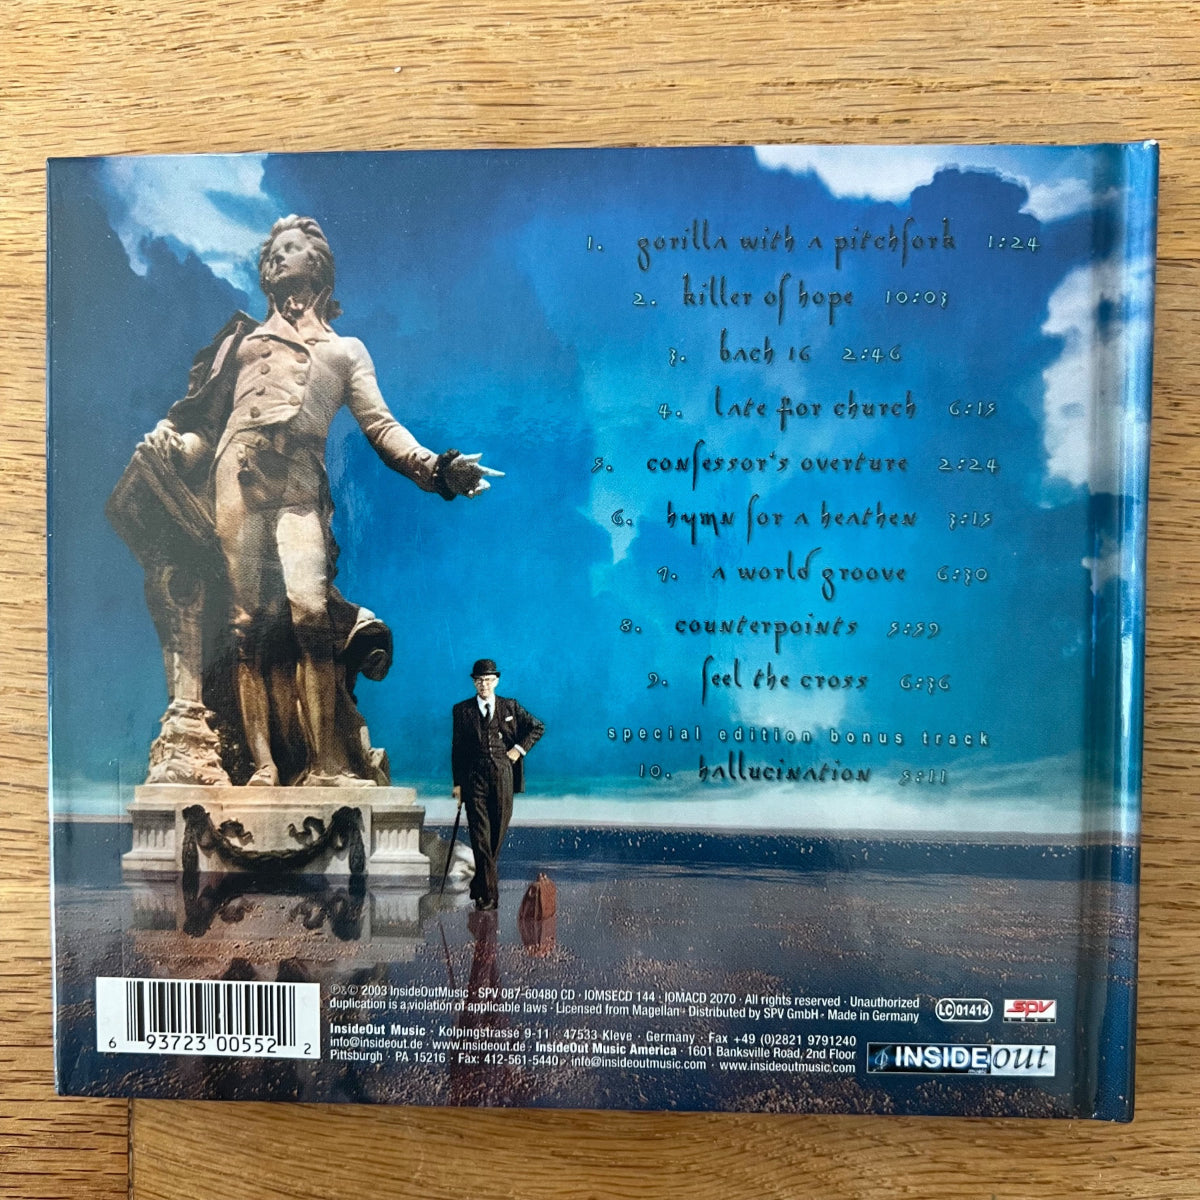 1. gorilla with a pitchfork 1:24
2. killer of hope 10:03
3. bach 16 2:46
4. late for church 6:15
5. confessor's overture 2:24
6. hymn for a heathen 3:15
7. a world groove 6:30
8. counterpoints 5:59
9. feel the cross 6:36
special edition bonus track
10. hallucination 5:11
6 93723 00552 2
℗&© 2003 InsideOutMusic · SPV 087-60480 CD · IOMSECD 144 · IOMACD 2070 · All rights reserved · Unauthorized
duplication is a violation of applicable laws · Licensed from Magellan · Distributed by SPV GmbH · Made in Germany
InsideOut Music · Kolpingstrasse 9-11 · 47533 Kleve · Germany · Fax +49 (0)2821 9791240
info@insideout.de · www.insideout.de · InsideOut Music America · 1601 Banksville Road, 2nd Floor
Pittsburgh · PA 15216 · Fax: 412-561-5440 · info@insideoutmusic.com · www.insideoutmusic.com
LC 01414
SPV
INSIDE out
music